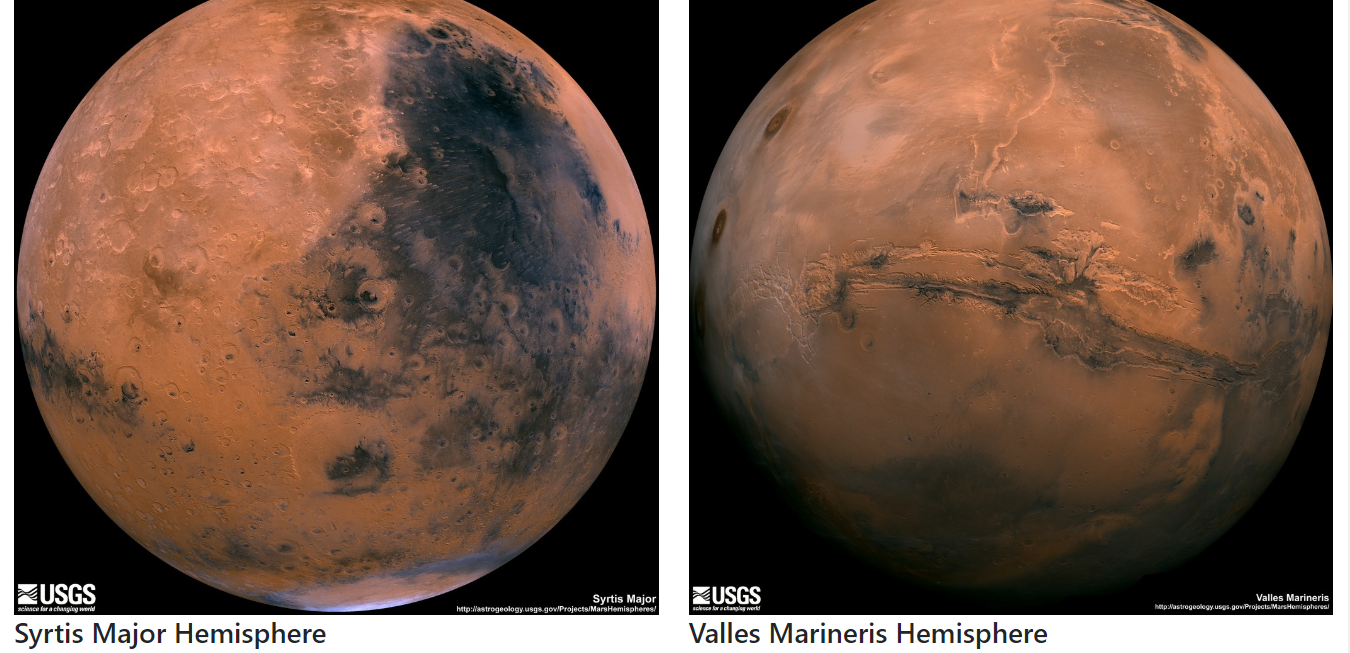 USGS
science for a changing world
Syrtis Major
http://astrogeology.usgs.gov/Projects/MarsHemispheres/
Syrtis Major Hemisphere
USGS
science for a changing world
Valles Marineris
http://astrogeology.usgs.gov/Projects/MarsHemispheres/
Valles Marineris Hemisphere